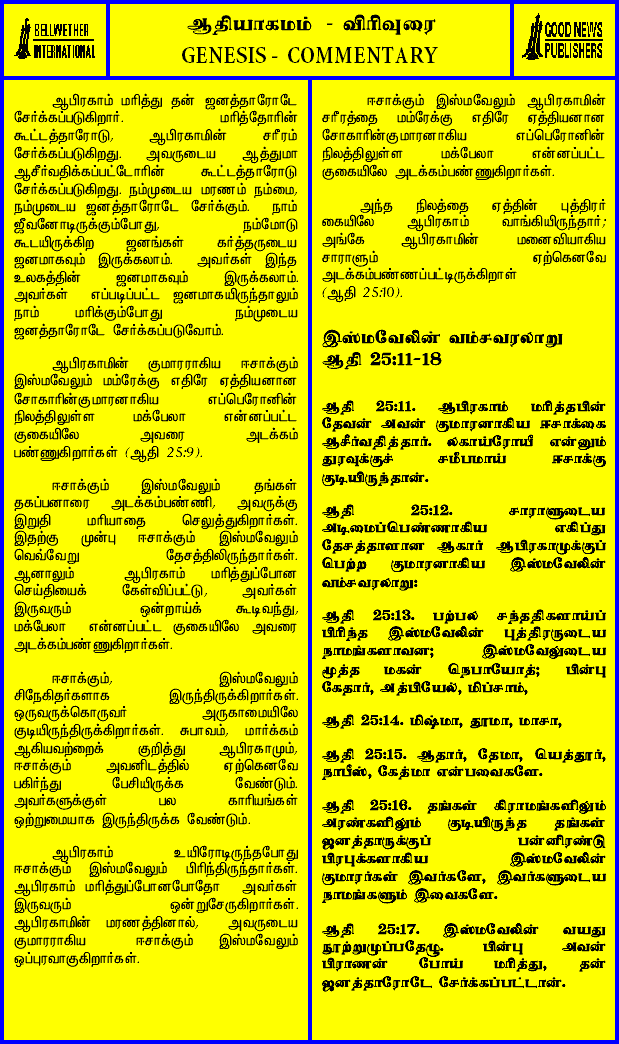 BELLWETHER
INTERNATIONAL
ஆதியாகமம் - விரிவுரை
GENESIS - COMMENTARY
GOOD NEWS
PUBLISHERS
ஆபிரகாம் மரித்து தன் ஜனத்தாரோடே
சேர்க்கப்படுகிறார். மரித்தோரின்
கூட்டத்தாரோடு, ஆபிரகாமின் சரீரம்
சேர்க்கப்படுகிறது. அவருடைய ஆத்துமா
ஆசீர்வதிக்கப்பட்டோரின் கூட்டத்தாரோடு
சேர்க்கப்படுகிறது. நம்முடைய மரணம் நம்மை,
நம்முடைய ஜனத்தாரோடே சேர்க்கும். நாம்
ஜீவனோடிருக்கும்போது, நம்மோடு
கூடயிருக்கிற ஜனங்கள் கர்த்தருடைய
ஜனமாகவும் இருக்கலாம். அவர்கள் இந்த
உலகத்தின் ஜனமாகவும் இருக்கலாம்.
அவர்கள் எப்படிப்பட்ட ஜனமாகயிருந்தாலும்
நாம் மரிக்கும்போது நம்முடைய
ஜனத்தாரோடே சேர்க்கப்படுவோம்.
ஆபிரகாமின் குமாரராகிய ஈசாக்கும்
இஸ்மவேலும் மம்ரேக்கு எதிரே ஏத்தியனான
சோகாரின்குமாரனாகிய எப்பெரோனின்
நிலத்திலுள்ள மக்பேலா என்னப்பட்ட
குகையிலே அவரை அடக்கம்
பண்ணுகிறார்கள் (ஆதி 25:9).
ஈசாக்கும் இஸ்மவேலும் தங்கள்
தகப்பனாரை அடக்கம்பண்ணி, அவருக்கு
இறுதி மரியாதை செலுத்துகிறார்கள்.
இதற்கு முன்பு ஈசாக்கும் இஸ்மவேலும்
வெவ்வேறு தேசத்திலிருந்தார்கள்.
ஆனாலும் ஆபிரகாம் மரித்துப்போன
செய்தியைக் கேள்விப்பட்டு, அவர்கள்
இருவரும் ஒன்றாய்க் கூடிவந்து,
மக்பேலா என்னப்பட்ட குகையிலே அவரை
அடக்கம்பண்ணுகிறார்கள்.
ஈசாக்கும், இஸ்மவேலும்
சிநேகிதர்களாக இருந்திருக்கிறார்கள்.
ஒருவருக்கொருவர் அருகாமையிலே
குடியிருந்திருக்கிறார்கள். சுபாவம், மார்க்கம்
ஆகியவற்றைக் குறித்து ஆபிரகாமும்,
ஈசாக்கும் அவனிடத்தில் ஏற்கெனவே
பகிர்ந்து பேசியிருக்க வேண்டும்.
அவர்களுக்குள் பல காரியங்கள்
ஒற்றுமையாக இருந்திருக்க வேண்டும்.
ஆபிரகாம் உயிரோடிருந்தபோது
ஈசாக்கும் இஸ்மவேலும் பிரிந்திருந்தார்கள்.
ஆபிரகாம் மரித்துப்போனபோதோ அவர்கள்
இருவரும் ஒன்றுசேருகிறார்கள்.
ஆபிரகாமின் மரணத்தினால், அவருடைய
குமாரராகிய ஈசாக்கும் இஸ்மவேலும்
ஒப்புரவாகுகிறார்கள்.
ஈசாக்கும் இஸ்மவேலும் ஆபிரகாமின்
சரீரத்தை மம்ரேக்கு எதிரே ஏத்தியனான
சோகாரின்குமாரனாகிய எப்பெரோனின்
நிலத்திலுள்ள மக்பேலா என்னப்பட்ட
குகையிலே அடக்கம்பண்ணுகிறார்கள்.
அந்த நிலத்தை ஏத்தின் புத்திரர்
கையிலே ஆபிரகாம் வாங்கியிருந்தார்;
அங்கே ஆபிரகாமின் மனைவியாகிய
சாராளும் ஏற்கெனவே
அடக்கம்பண்ணப்பட்டிருக்கிறாள்
(ஆதி 25:10).
இஸ்மவேலின் வம்சவரலாறு
ஆதி 25:11-18
ஆதி 25:11. ஆபிரகாம் மரித்தபின்
தேவன் அவன் குமாரனாகிய ஈசாக்கை
ஆசீர்வதித்தார். லகாய்ரோயீ என்னும்
துரவுக்குச் சமீபமாய் ஈசாக்கு
குடியிருந்தான்.
ஆதி 25:12. சாராளுடைய
அடிமைப்பெண்ணாகிய எகிப்து
தேசத்தாளான ஆகார் ஆபிரகாமுக்குப்
பெற்ற குமாரனாகிய இஸ்மவேலின்
வம்சவரலாறு:
ஆதி 25:13. பற்பல சந்ததிகளாய்ப்
பிரிந்த இஸ்மவேலின் புத்திரருடைய
நாமங்களாவன; இஸ்மவேலுடைய
மூத்த மகன் நெபாயோத்; பின்பு
கேதார், அத்பியேல், மிப்சாம்,
ஆதி 25:14. மிஷ்மா, தூமா, மாசா,
ஆதி 25:15. ஆதார், தேமா, யெத்தூர்,
நாபீஸ், கேத்மா என்பவைகளே.
ஆதி 25:16. தங்கள் கிராமங்களிலும்
அரண்களிலும் குடியிருந்த தங்கள்
ஜனத்தாருக்குப் பன்னிரண்டு
பிரபுக்களாகிய இஸ்மவேலின்
குமாரர்கள் இவர்களே, இவர்களுடைய
நாமங்களும் இவைகளே.
ஆதி 25:17. இஸ்மவேலின் வயது
நூற்றுமுப்பதேழு. பின்பு அவன்
பிராணன் போய் மரித்து, தன்
ஜனத்தாரோடே சேர்க்கப்பட்டான்.